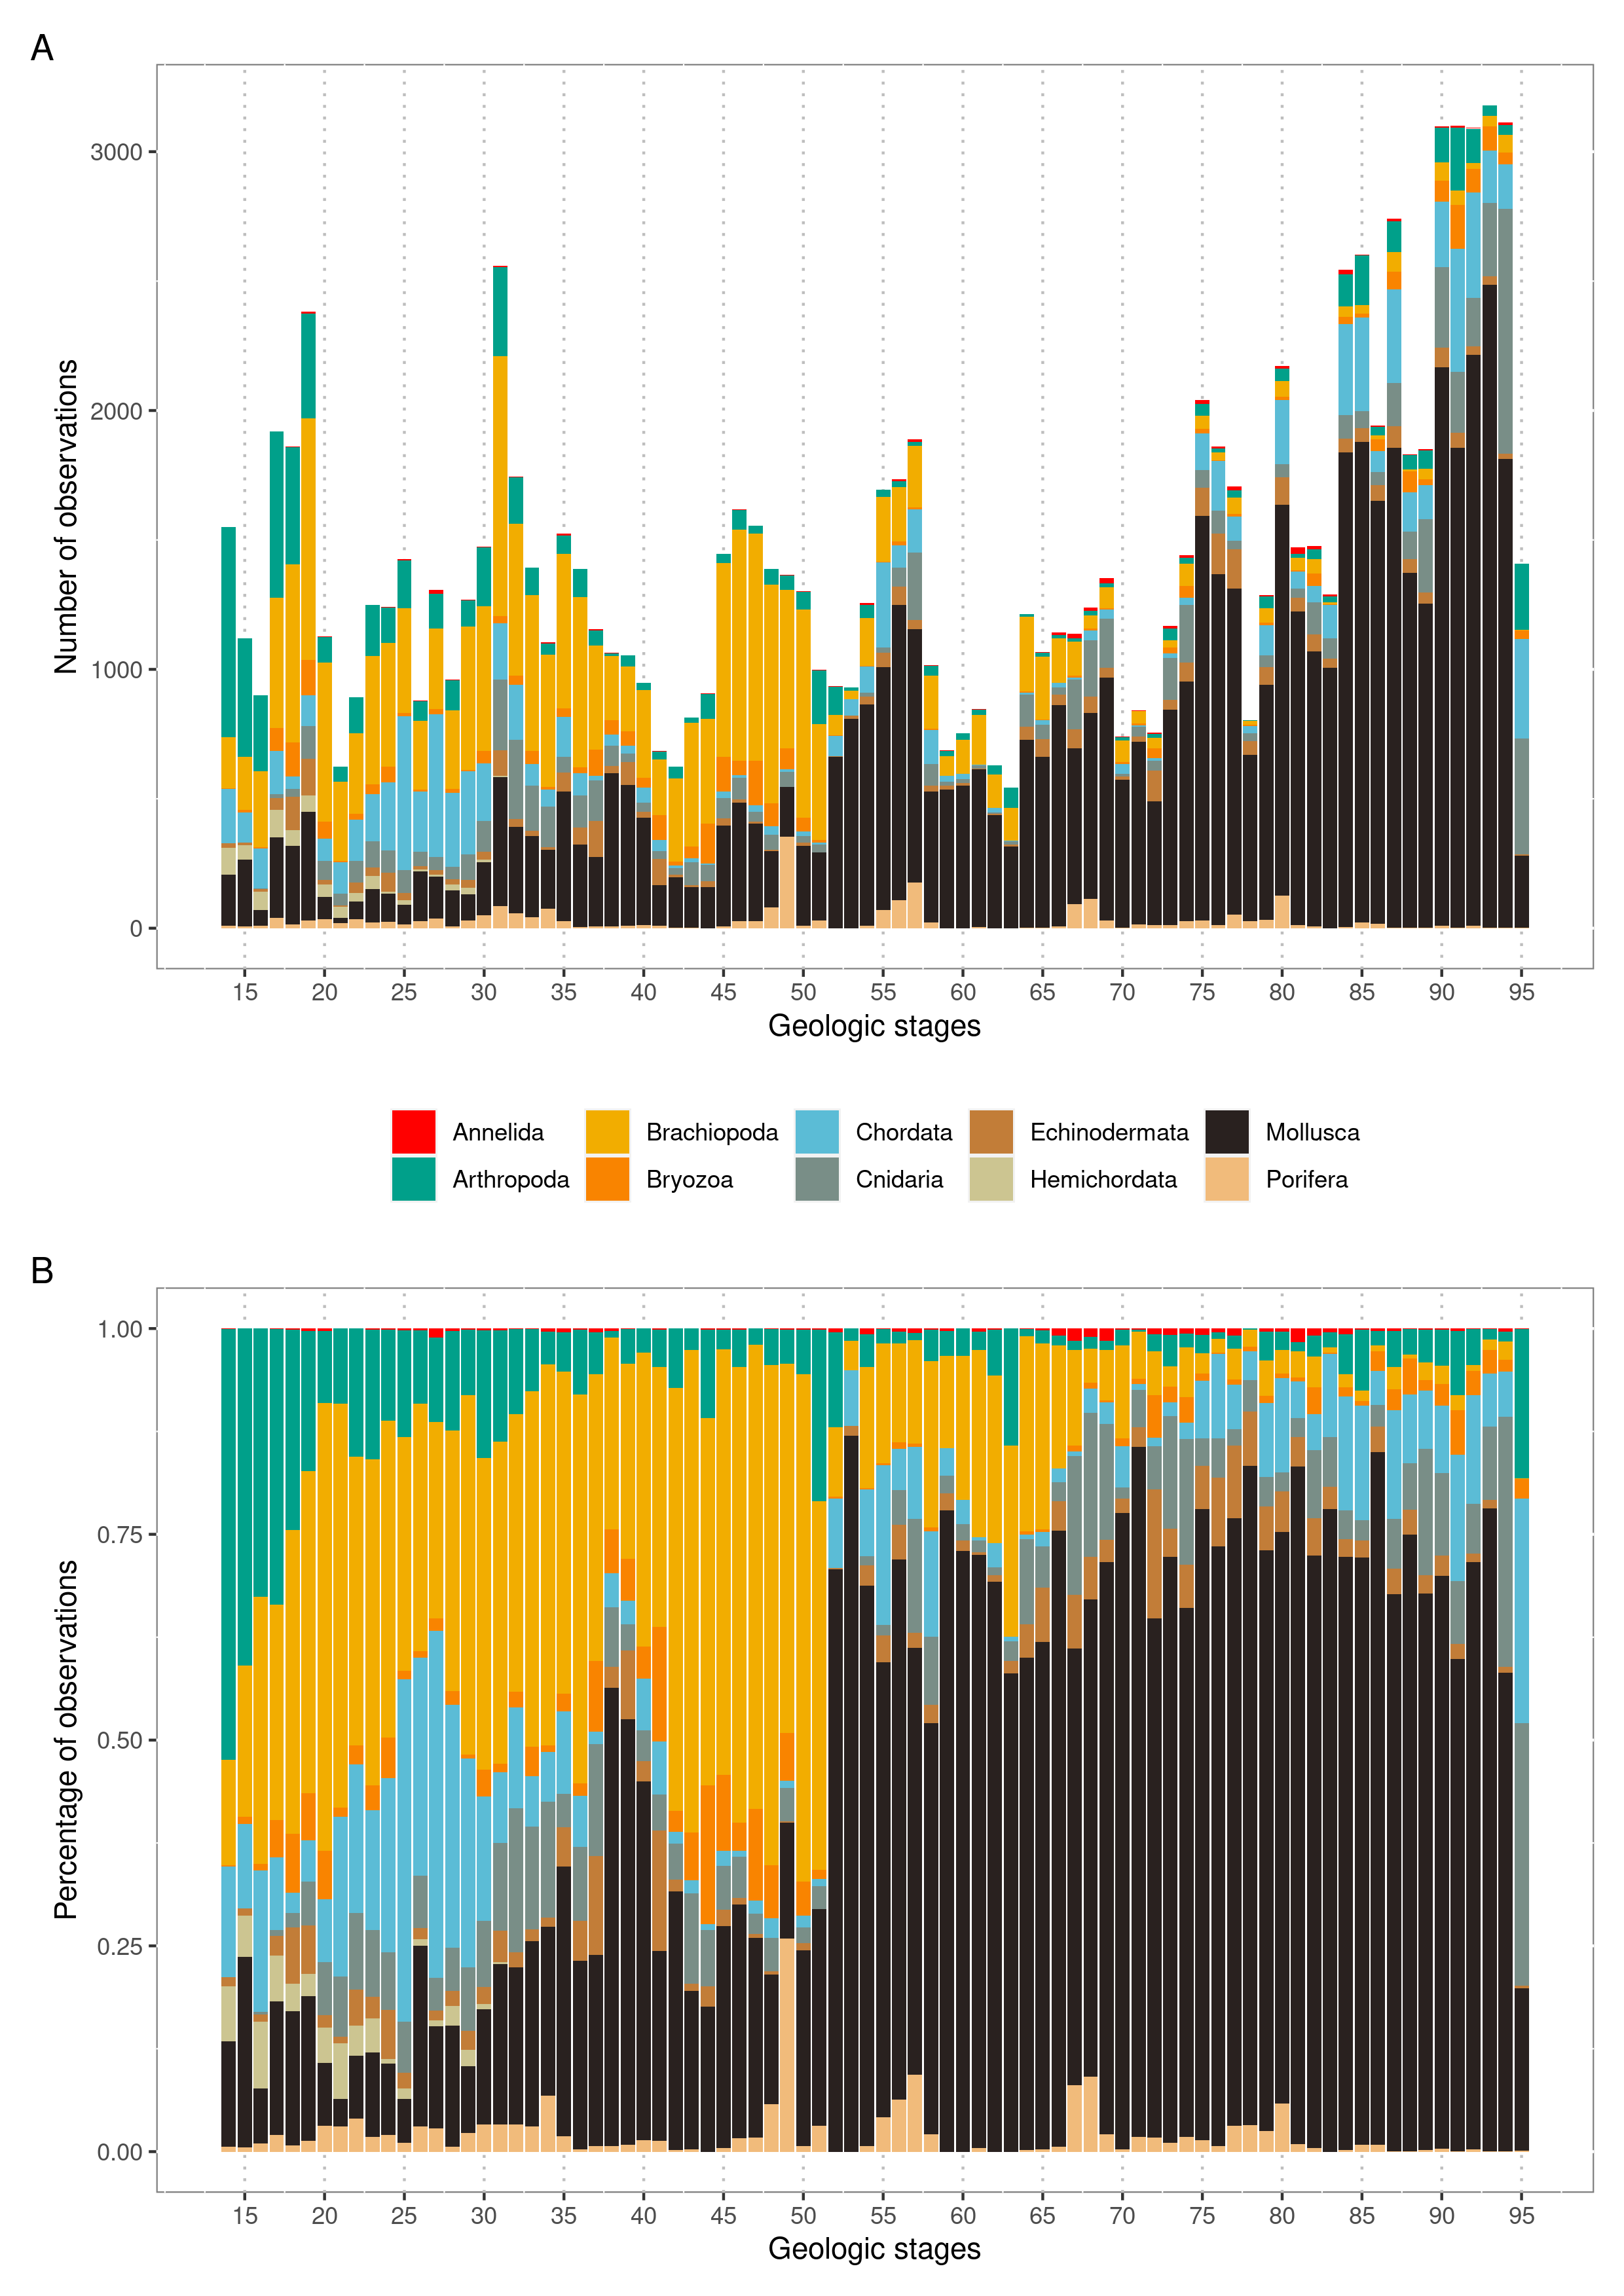 A
3000
2000
1000
0
Number of observations
15 20 25 30 35 40 45 50 55 60 65 70 75 80 85 90 95
Geologic stages
Annelida Brachiopoda Chordata Echinodermata Mollusca
Arthropoda Bryozoa Cnidaria Hemichordata Porifera
B
1.00
0.75
0.50
0.25
0.00
Percentage of observations
15 20 25 30 35 40 45 50 55 60 65 70 75 80 85 90 95
Geologic stages